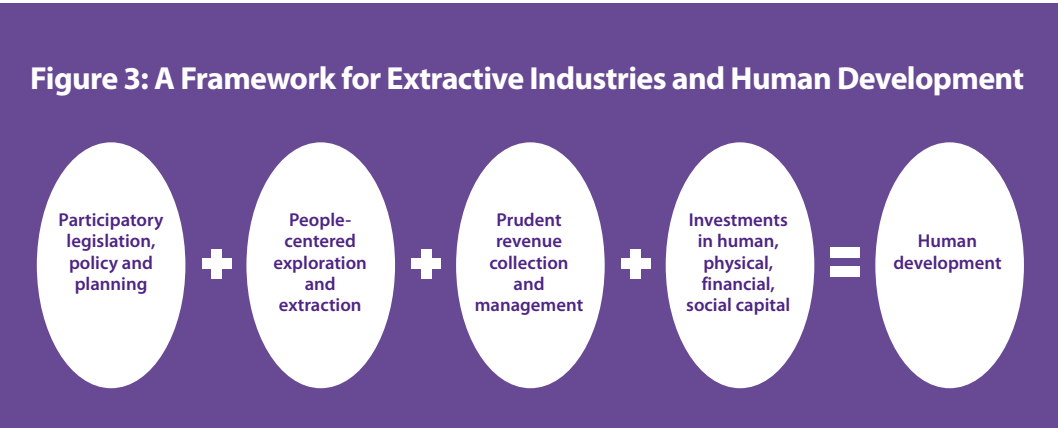 Figure 3: A Framework for Extractive Industries and Human Development
Participatory
legislation,
policy and
planning
People-
centered
exploration
and
extraction
Prudent
revenue
collection
and
management
Investments
in human,
physical,
financial,
social capital
Human
development